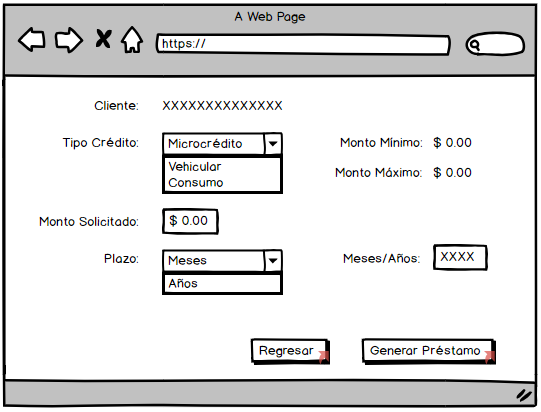 A Web Page
https://
Cliente: XXXXXXXXXXXXXX
Tipo Crédito: Microcrédito Monto Mínimo: $ 0.00
Vehicular
Consumo
Monto Máximo: $ 0.00
Monto Solicitado: $ 0.00
Plazo: Meses Meses/Años: XXXX
Años
Regresar Generar Préstamo